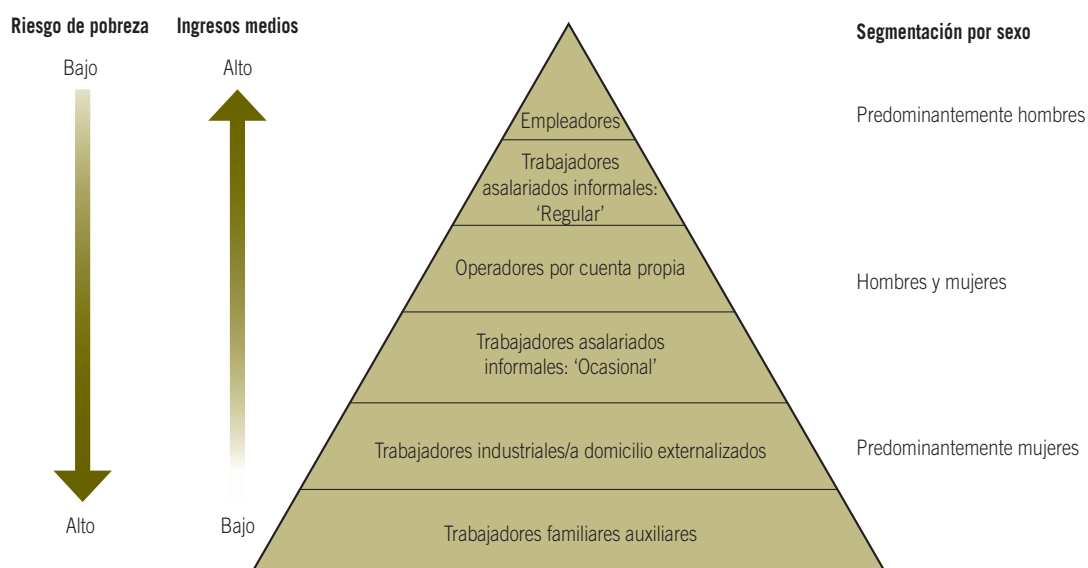 Riesgo de pobreza
Bajo
Alto
Ingresos medios
Alto
Bajo
Empleadores
Trabajadores
asalariados informales:
‘Regular’
Operadores por cuenta propia
Trabajadores asalariados
informales: ‘Ocasional’
Trabajadores industriales/a domicilio externalizados
Trabajadores familiares auxiliares
Segmentación por sexo
Predominantemente hombres
Hombres y mujeres
Predominantemente mujeres